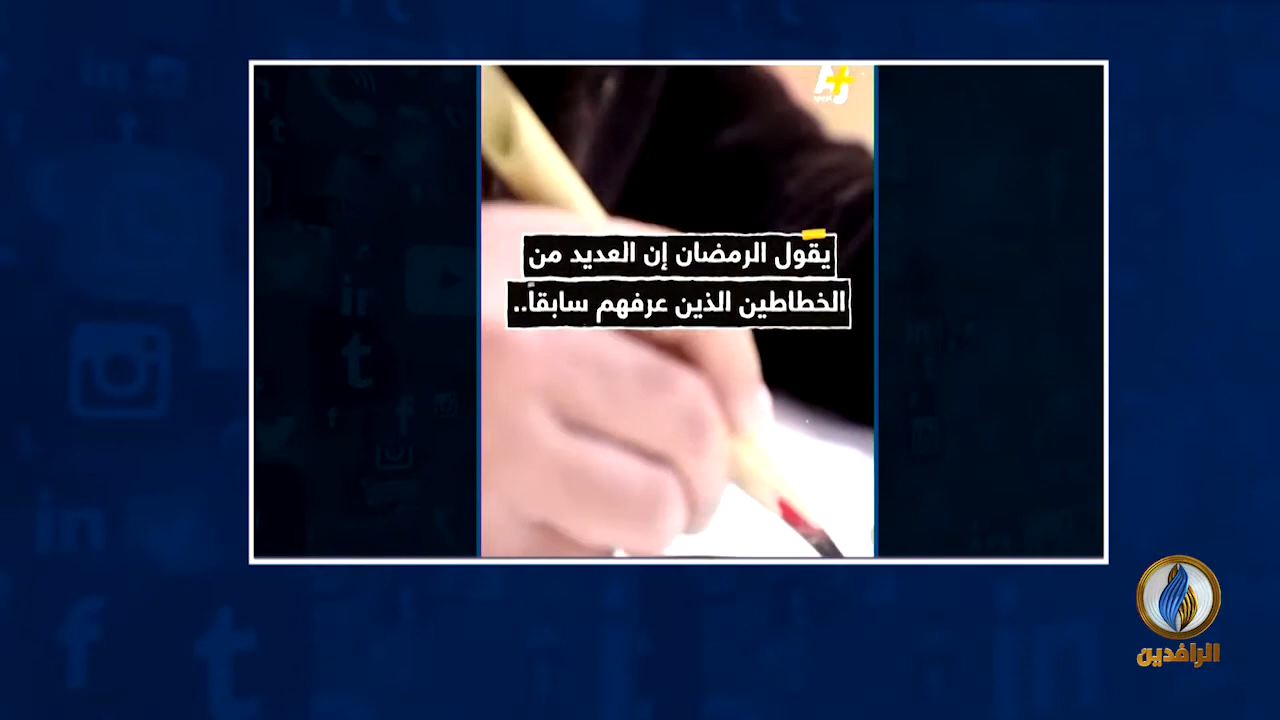 يقول الرمضان إن العديد من
الخطاطين الذين عرفهم سابقاً..
الرافدين